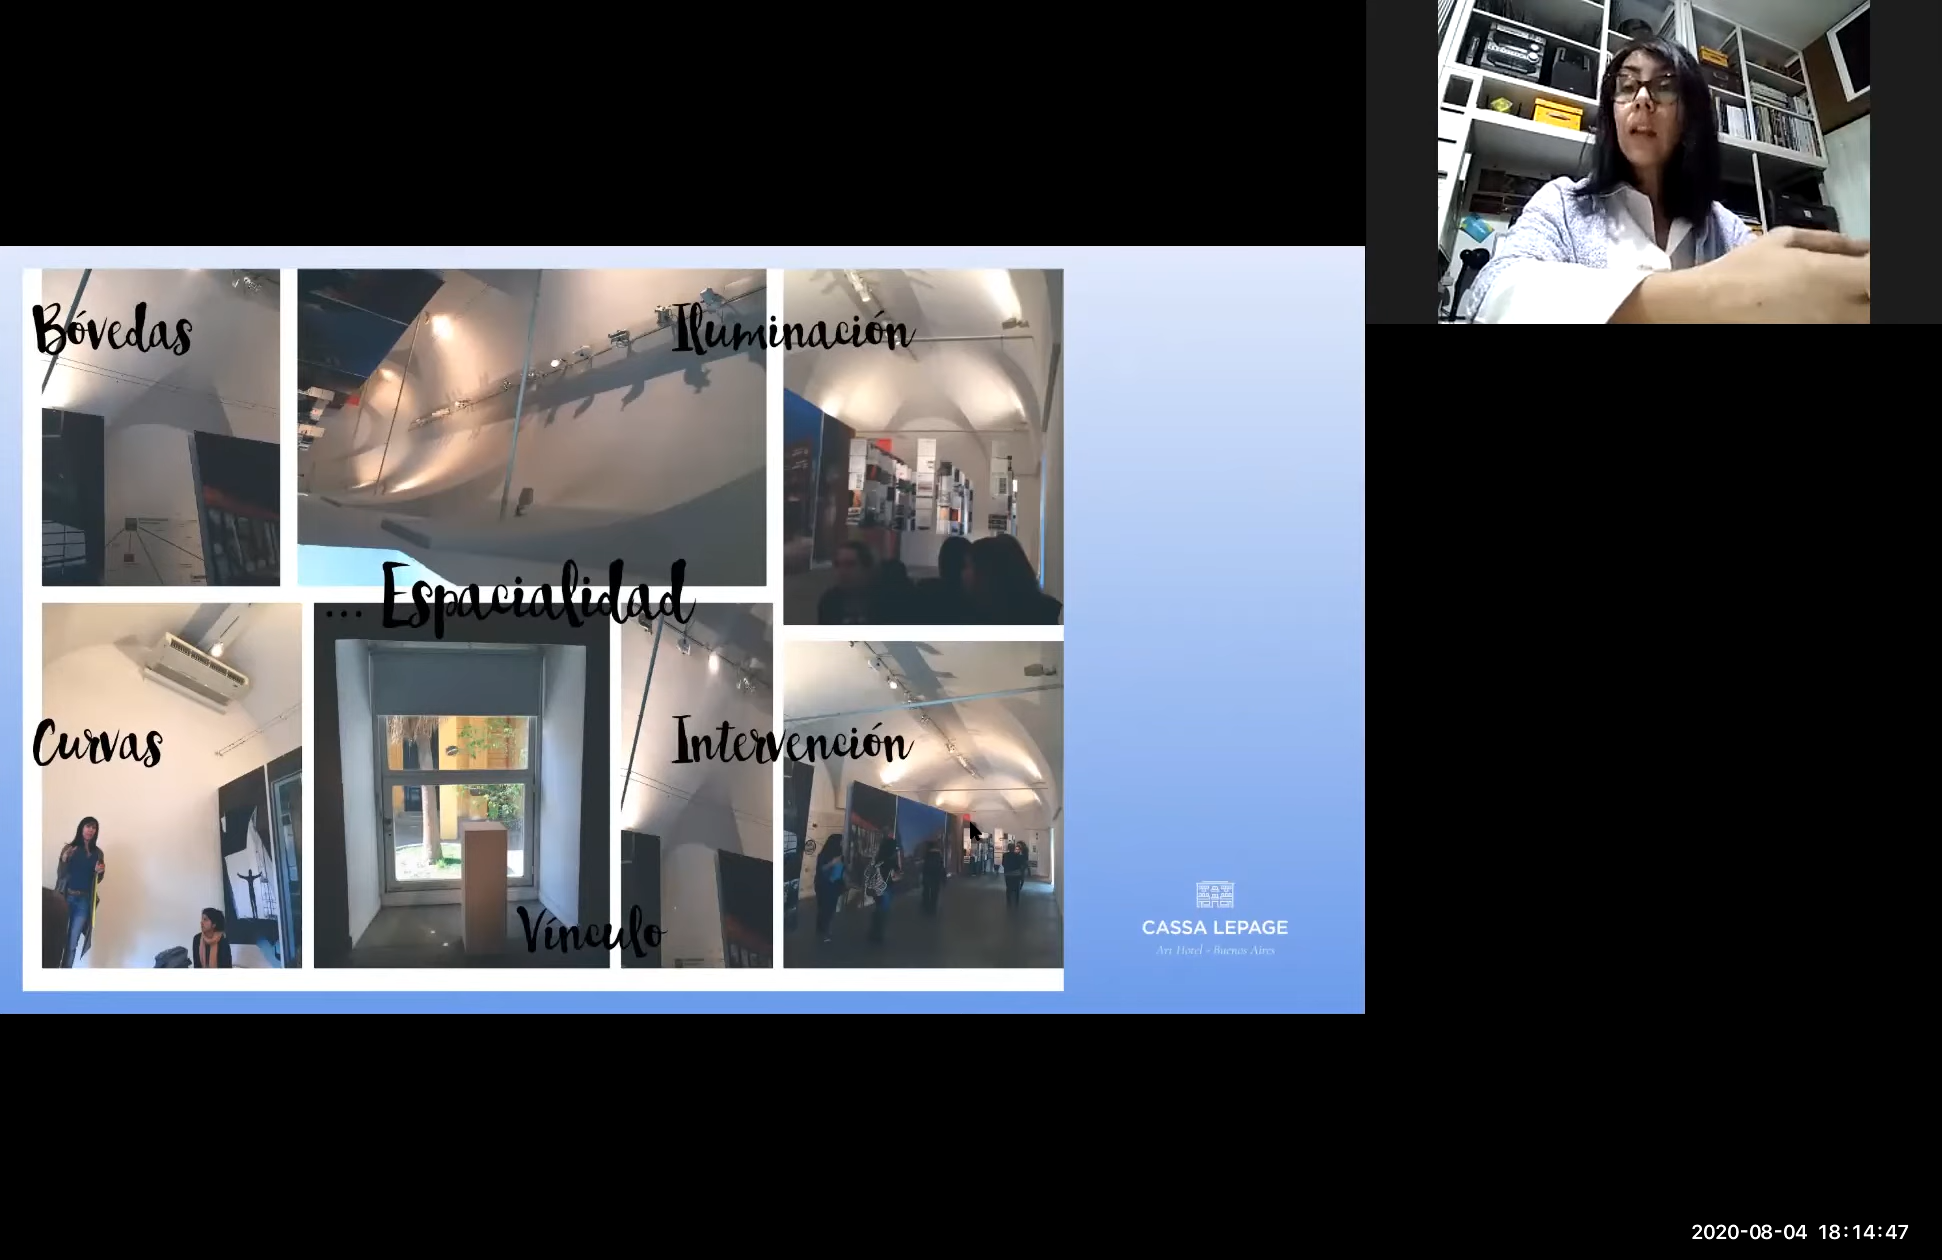 Bóvedas
Iluminación
... Espacialidad
Curvas
Intervención
Vínculo
CASSA LEPAGE
Art Hotel - Buenos Aires
2020-08-04 18:14:47